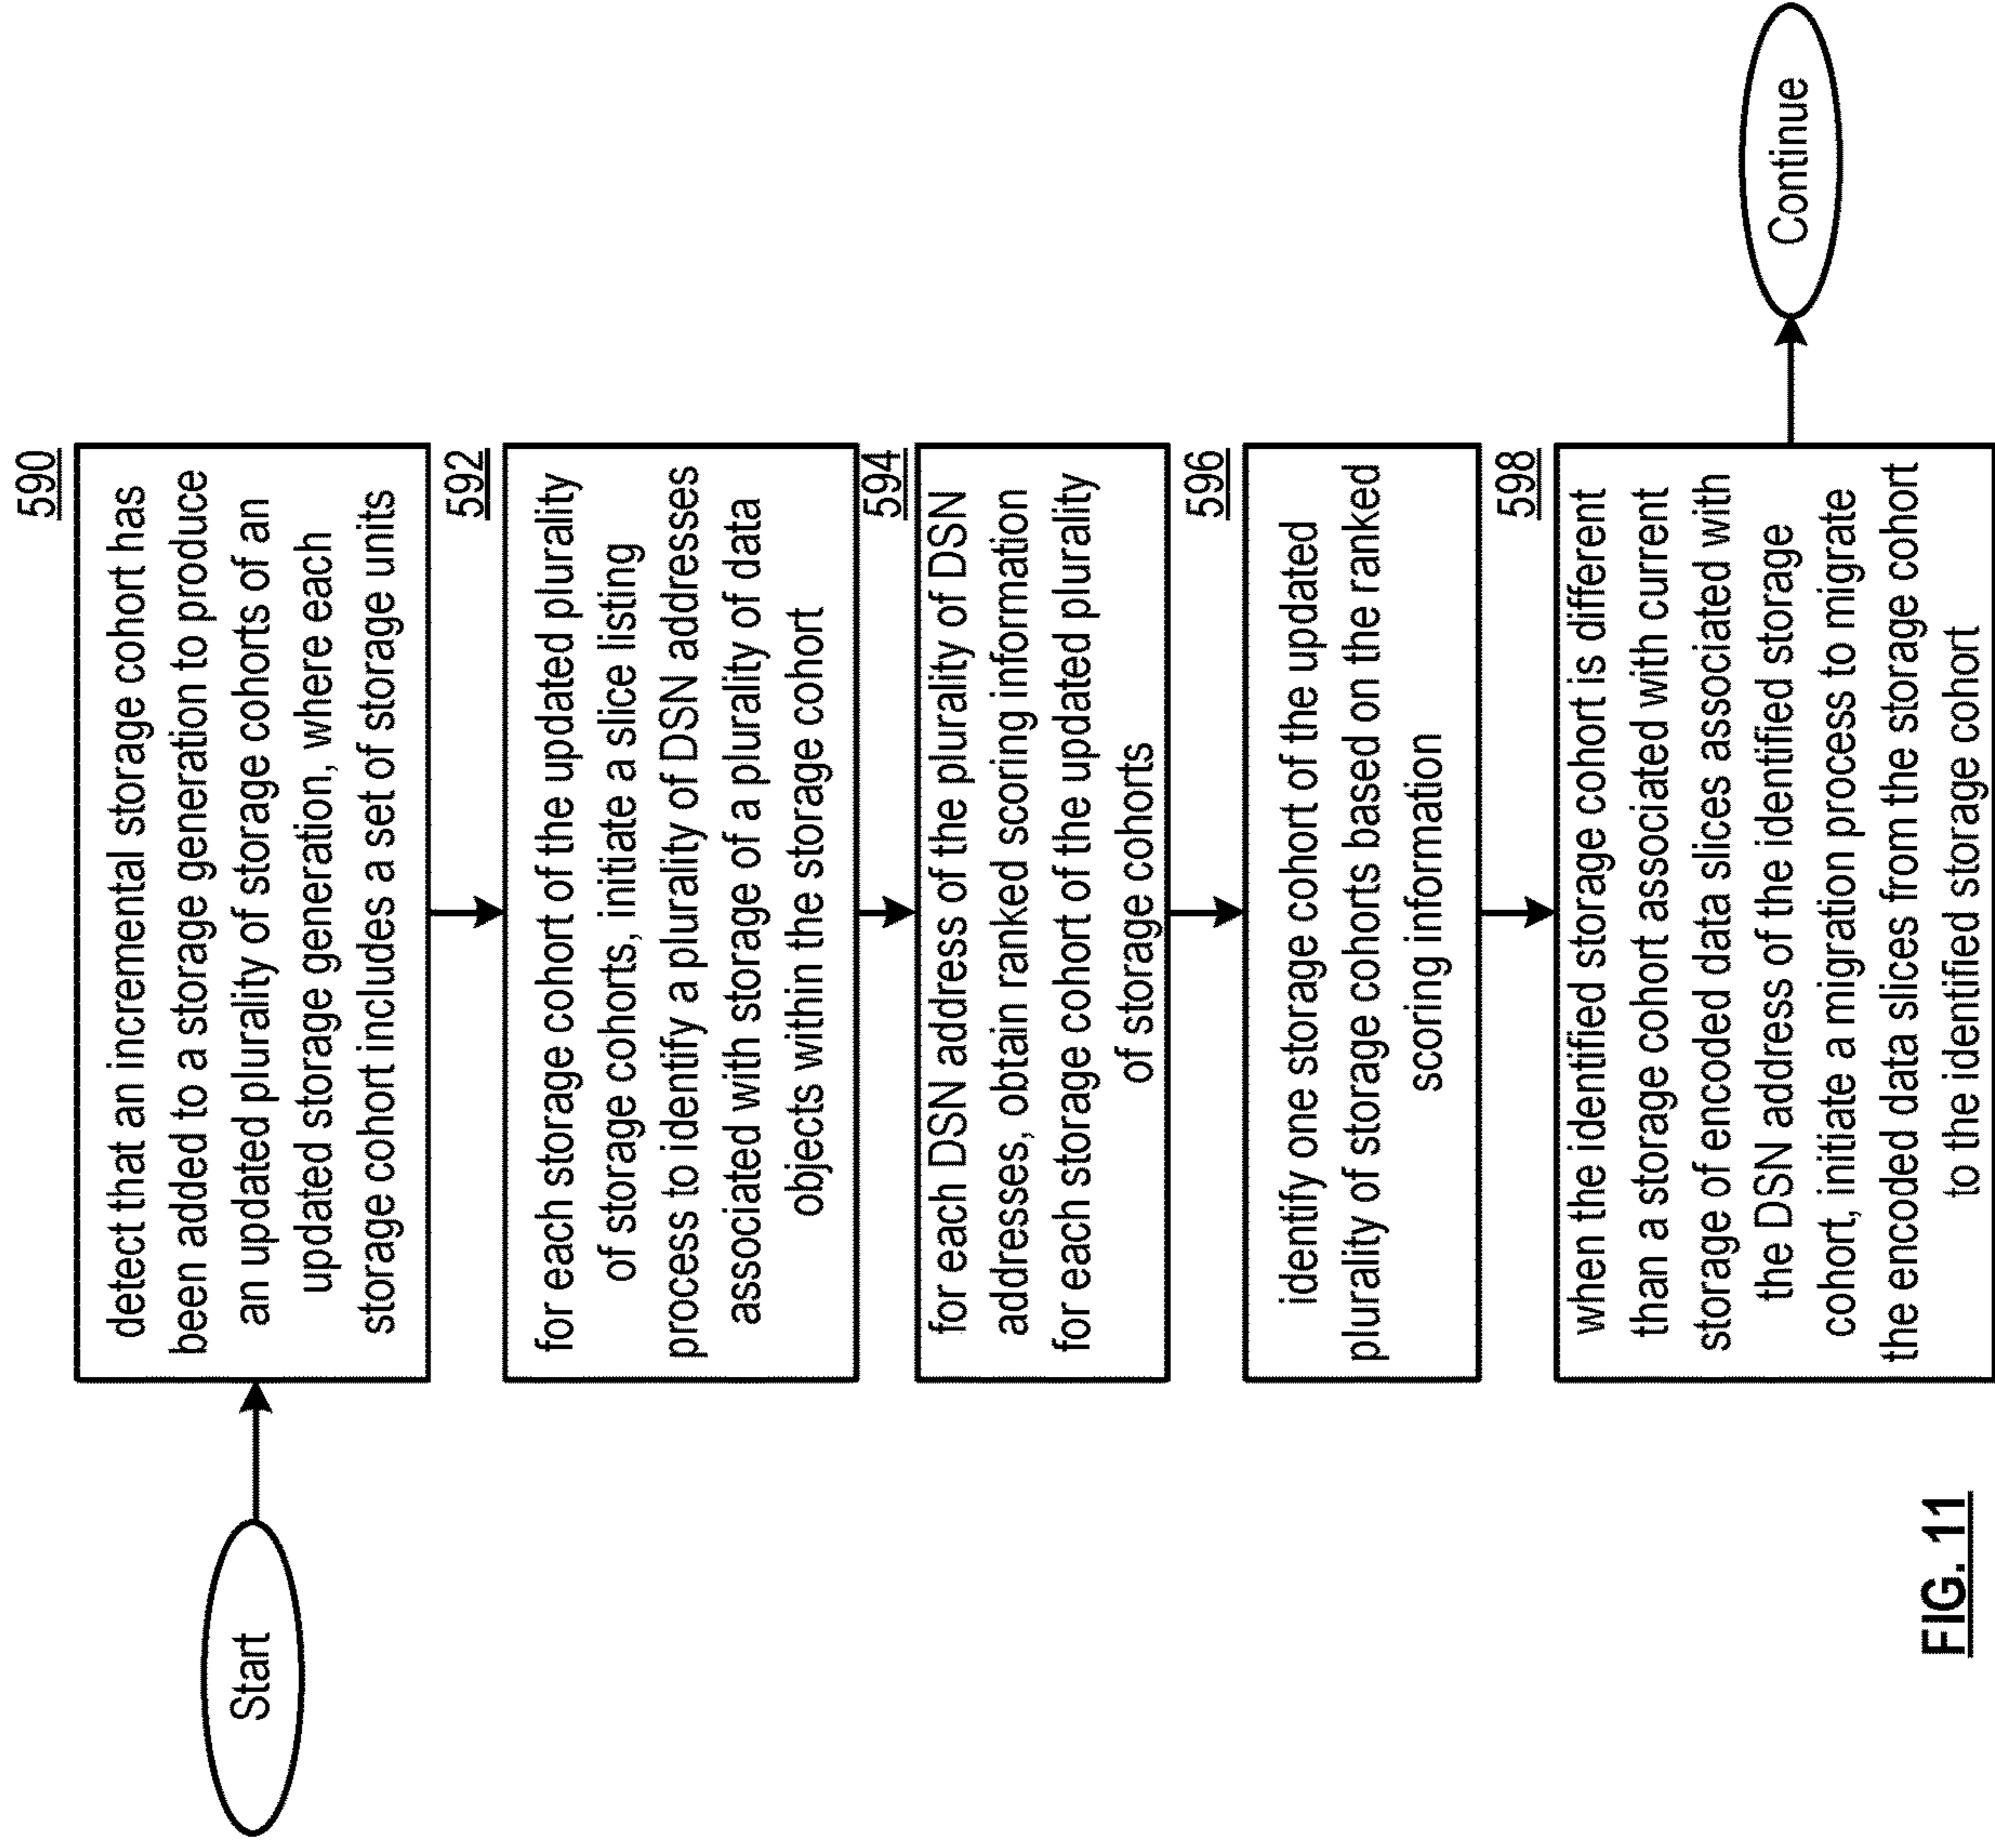 Start
590
detect that an incremental storage cohort has
been added to a storage generation to produce
an updated plurality of storage cohorts of an
updated storage generation, where each
storage cohort includes a set of storage units
592
for each storage cohort of the updated plurality
of storage cohorts, initiate a slice listing
process to identify a plurality of DSN addresses
associated with storage of a plurality of data
objects within the storage cohort
594
for each DSN address of the plurality of DSN
addresses, obtain ranked scoring information
for each storage cohort of the updated plurality
of storage cohorts
596
identify one storage cohort of the updated
plurality of storage cohorts based on the ranked
scoring information
598
when the identified storage cohort is different
than a storage cohort associated with current
storage of encoded data slices associated with
the DSN address of the identified storage
cohort, initiate a migration process to migrate
the encoded data slices from the storage cohort
to the identified storage cohort
Continue
FIG. 11